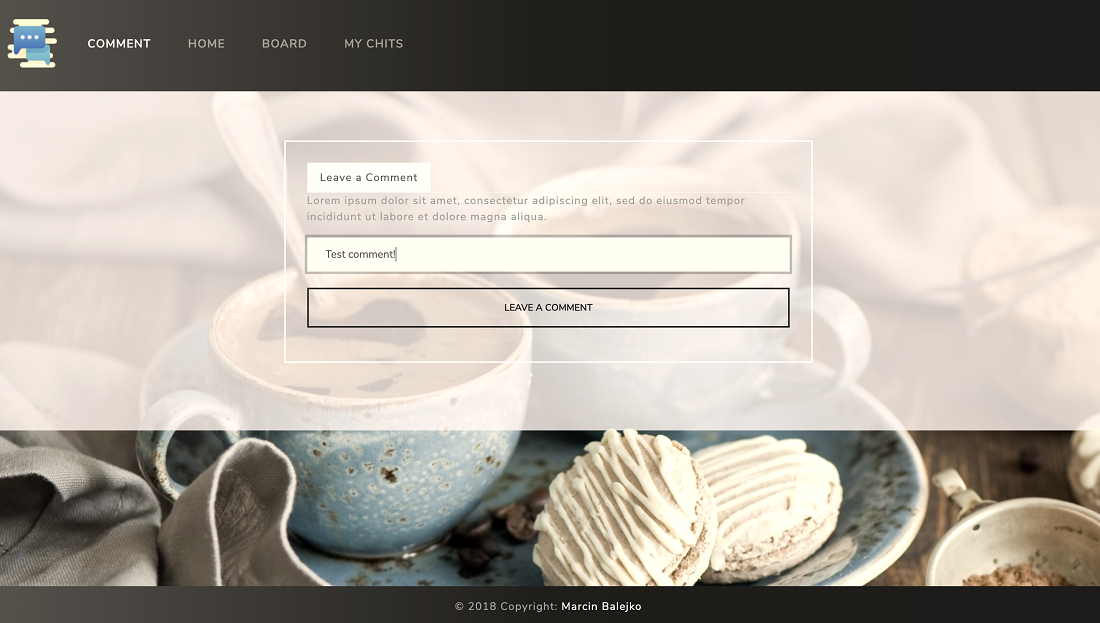 COMMENT HOME BOARD MY CHITS
Leave a Comment
Lorem ipsum dolor sit amet, consectetur adipiscing elit, sed do eiusmod tempor
incididunt ut labore et dolore magna aliqua.
Test comment!
LEAVE A COMMENT
© 2018 Copyright: Marcin Balejko